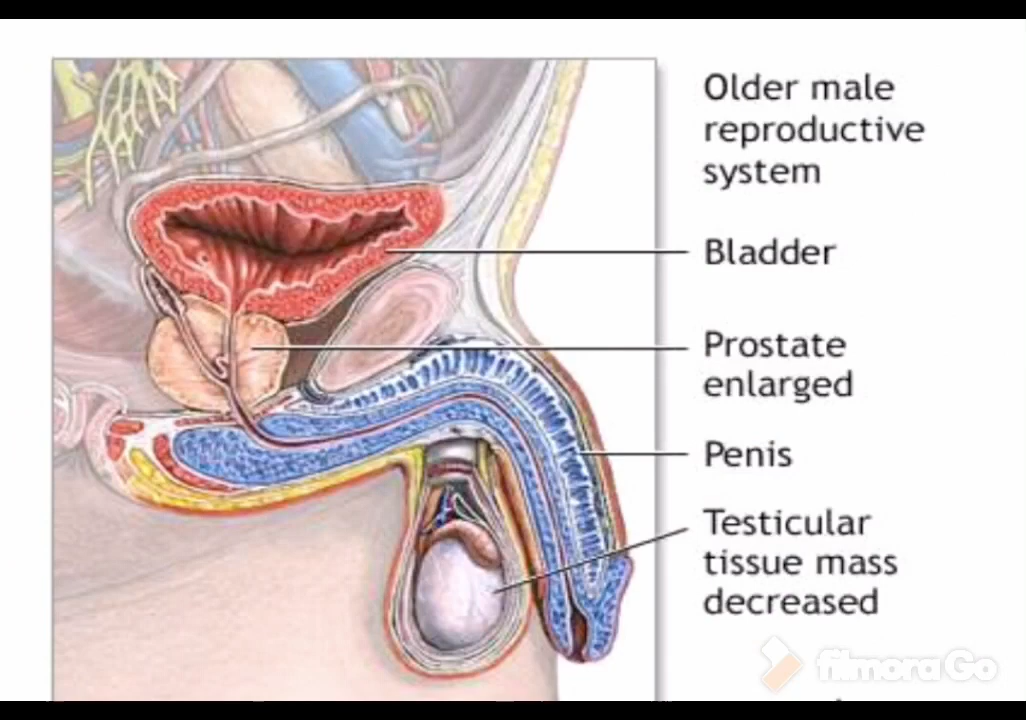 Older male
reproductive
system
Bladder
Prostate
enlarged
Penis
Testicular
tissue mass
decreased
filmoraGo